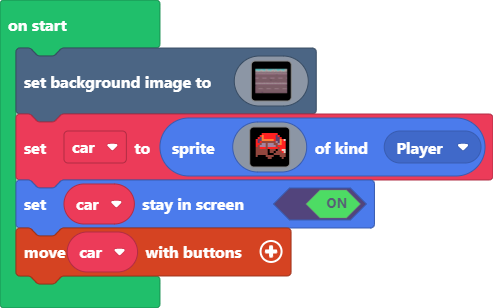 on start
set background image to
set car to sprite of kind Player
set car stay in screen ON
move car with buttons